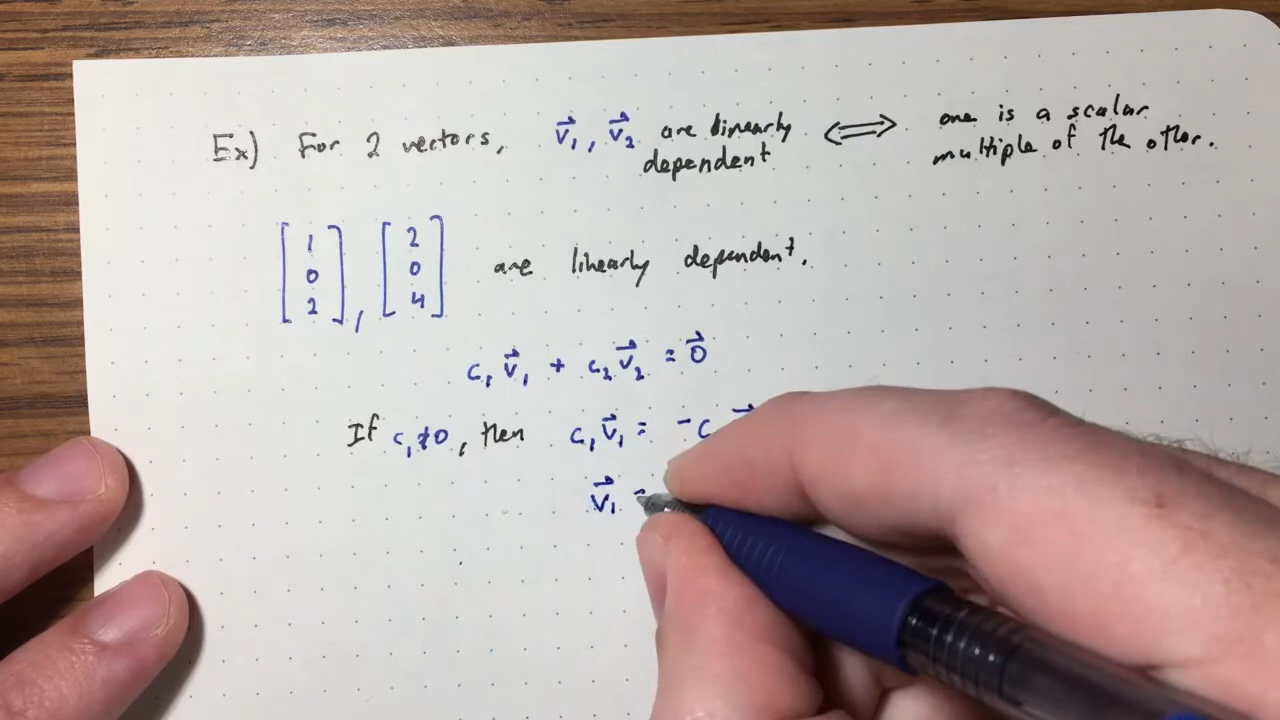 Ex) For 2 vectors, v⃗₁, v⃗₂ are linearly dependent ⟺ one is a scalar multiple of the other.
[1 0 2], [2 0 4] are linearly dependent.
c₁v⃗₁ + c₂v⃗₂ = 0⃗
If c₁≠0, then c₁v⃗₁ = -c
v⃗₁ =